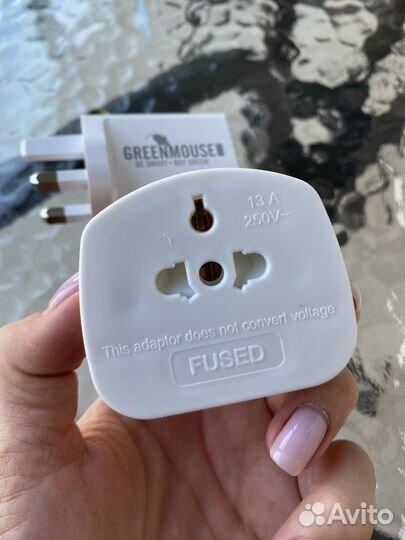 GREENMOUSE
BE SMART • BUY GREEN
13 A
250V~
This adaptor does not convert voltage
FUSED
Avito